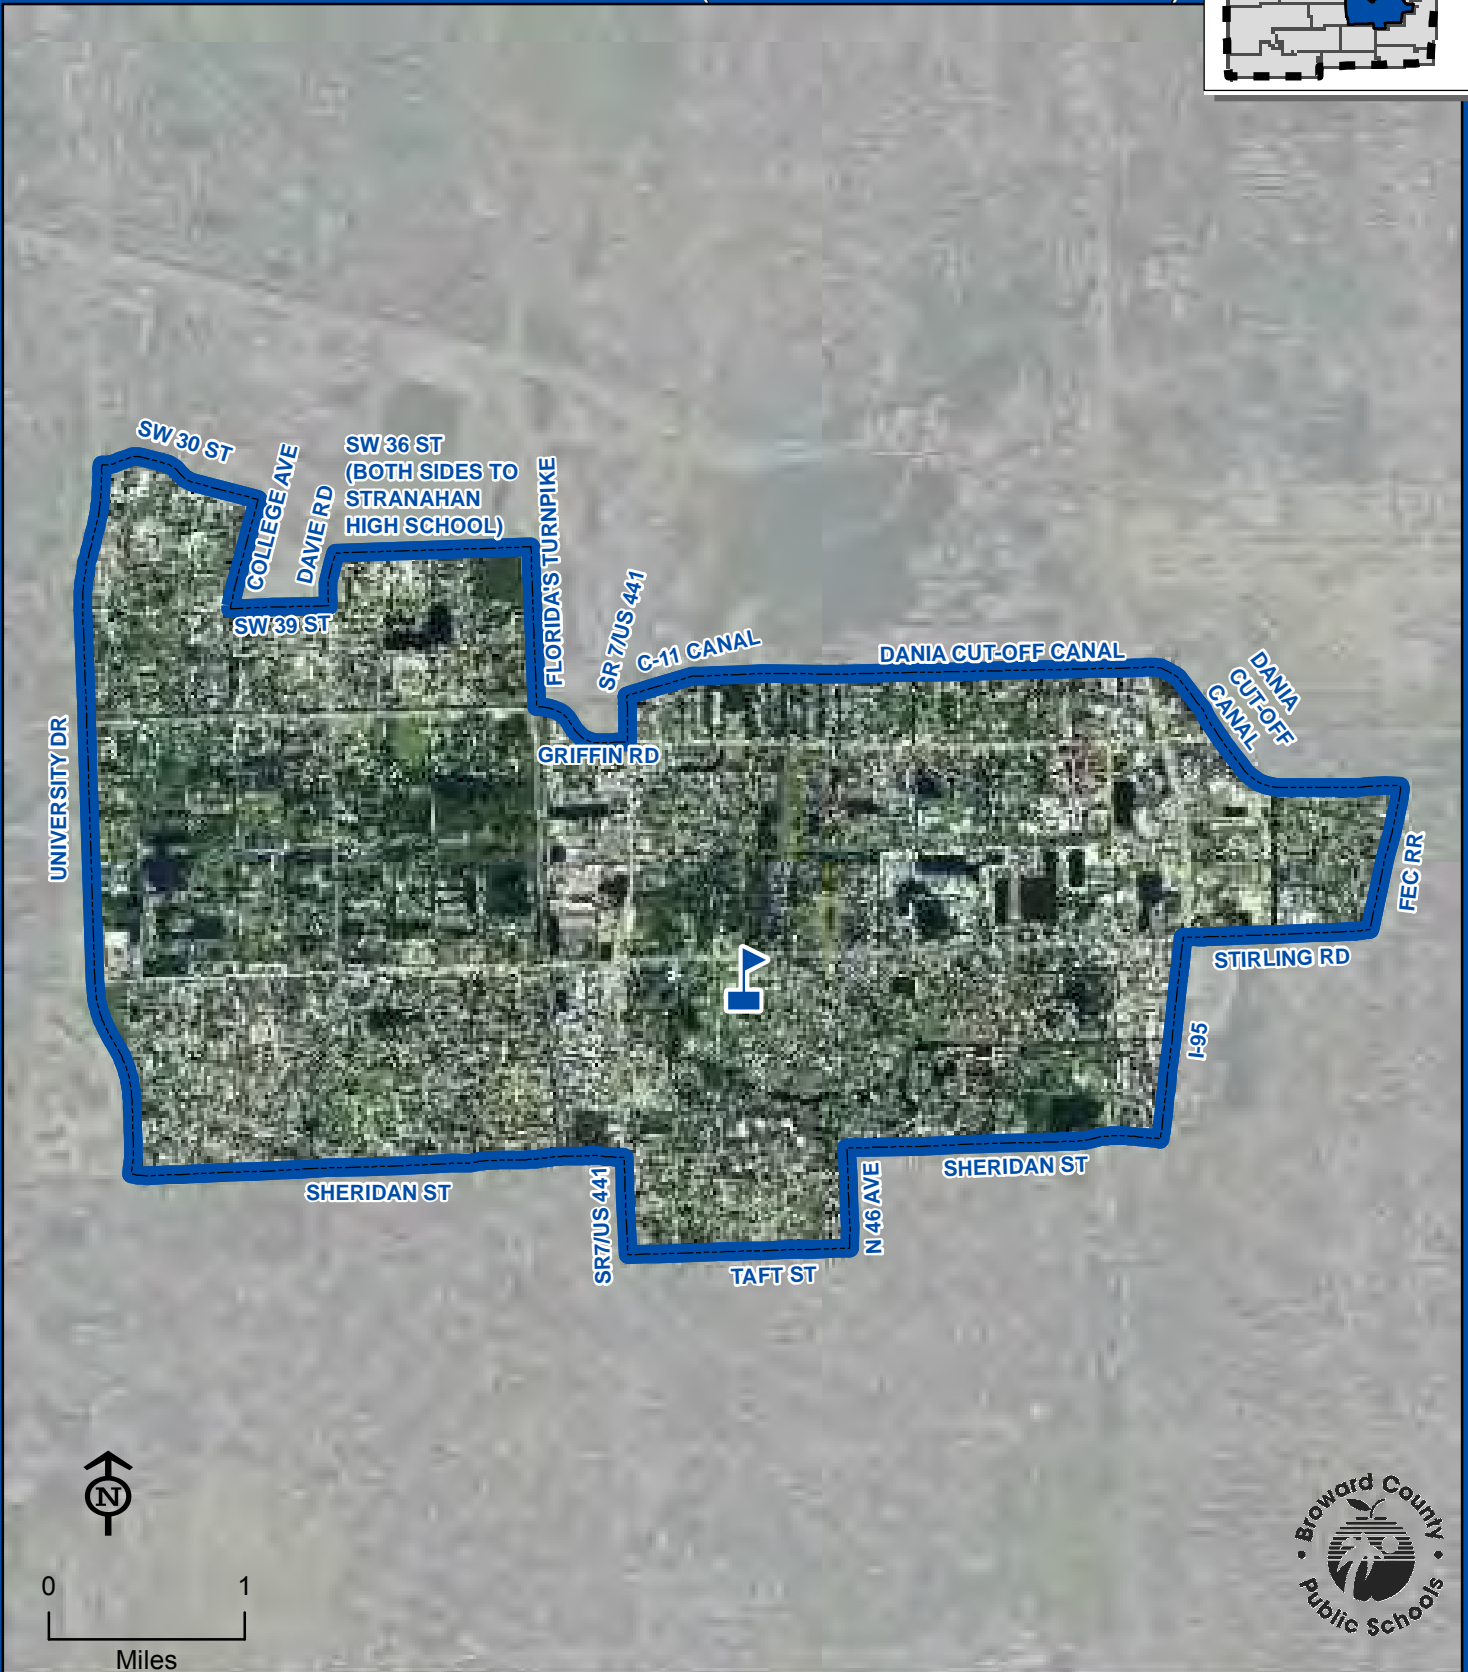 SW 30 ST
COLLEGE AVE
DAVIE RD
SW 36 ST
(BOTH SIDES TO
STRANAHAN
HIGH SCHOOL)
FLORIDA'S TURNPIKE
SW 39 ST
SR 7/US 441
C-11 CANAL
DANIA CUT-OFF CANAL
DANIA
CUT-OFF
CANAL
GRIFFIN RD
UNIVERSITY DR
FEC RR
STIRLING RD
I-95
SHERIDAN ST
SHERIDAN ST
SR7/US 441
N 46 AVE
TAFT ST
N
0 1
Miles
Broward County
Public Schools